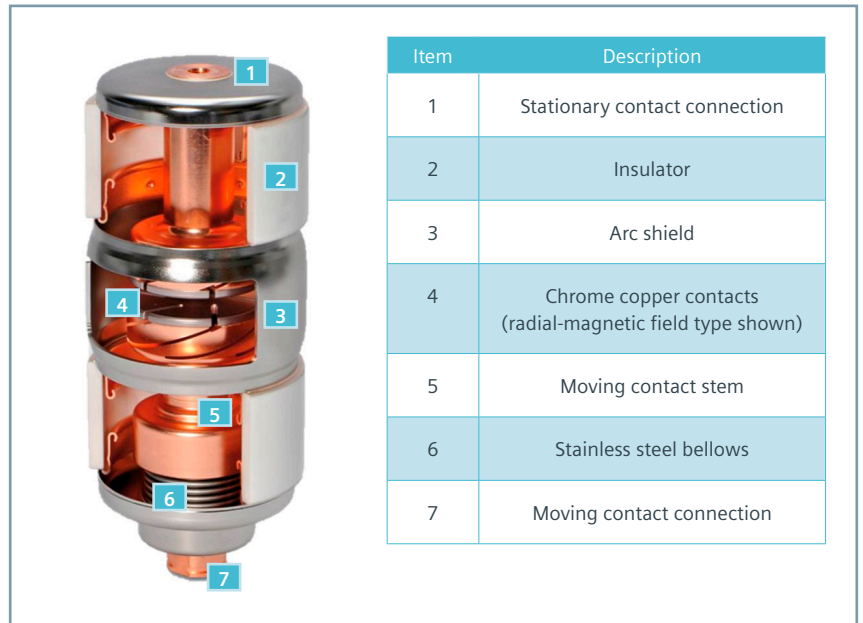 1
2
3
4
5
6
7
Item Description
1 Stationary contact connection
2 Insulator
3 Arc shield
4 Chrome copper contacts
(radial-magnetic field type shown)
5 Moving contact stem
6 Stainless steel bellows
7 Moving contact connection